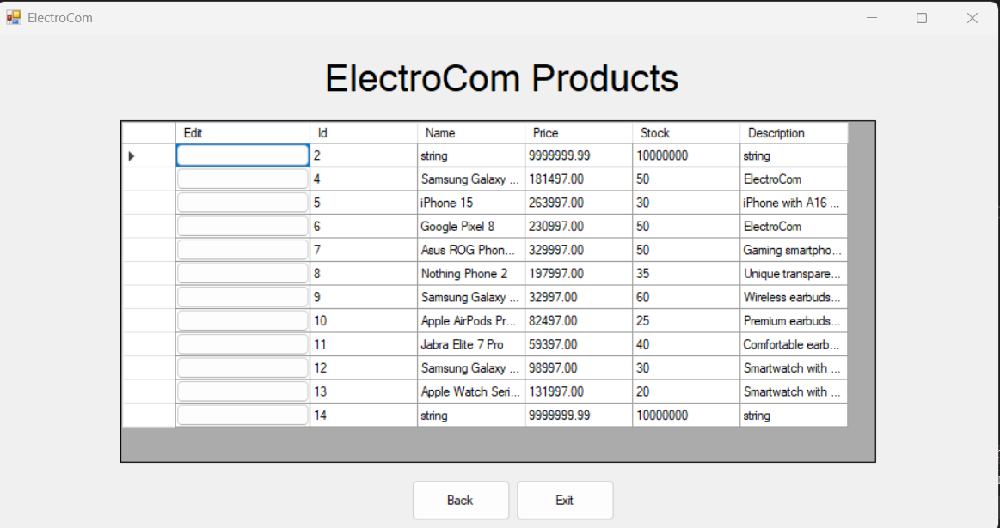 ElectroCom
ElectroCom Products
Edit Id Name Price Stock Description
2 string 9999999.99 10000000 string
4 Samsung Galaxy ... 181497.00 50 ElectroCom
5 iPhone 15 263997.00 30 iPhone with A16 ...
6 Google Pixel 8 230997.00 50 ElectroCom
7 Asus ROG Phon... 329997.00 50 Gaming smartpho...
8 Nothing Phone 2 197997.00 35 Unique transpare...
9 Samsung Galaxy ... 32997.00 60 Wireless earbuds...
10 Apple AirPods Pr... 82497.00 25 Premium earbuds...
11 Jabra Elite 7 Pro 59397.00 40 Comfortable earb...
12 Samsung Galaxy ... 98997.00 30 Smartwatch with ...
13 Apple Watch Seri... 131997.00 20 Smartwatch with ...
14 string 9999999.99 10000000 string
Back Exit